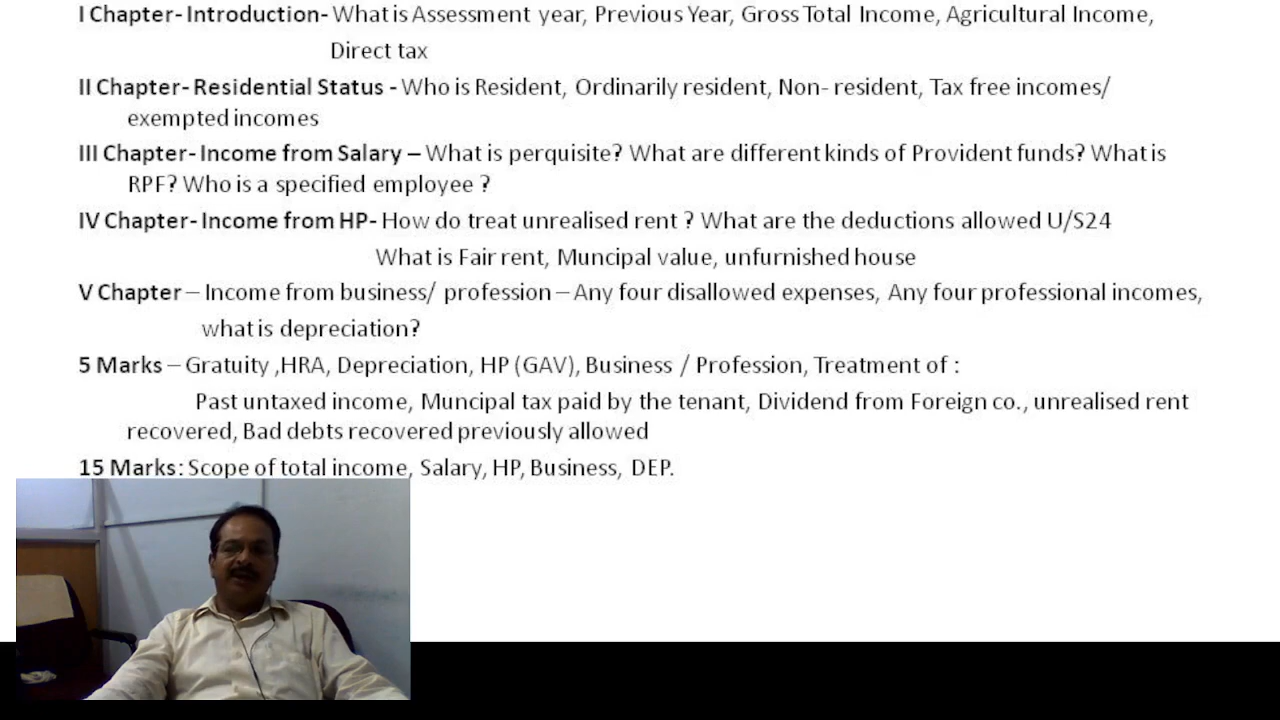 I Chapter- Introduction- What is Assessment year, Previous Year, Gross Total Income, Agricultural Income,
Direct tax
II Chapter- Residential Status - Who is Resident, Ordinarily resident, Non- resident, Tax free incomes/
exempted incomes
III Chapter- Income from Salary – What is perquisite? What are different kinds of Provident funds? What is
RPF? Who is a specified employee ?
IV Chapter- Income from HP- How do treat unrealised rent ? What are the deductions allowed U/S24
What is Fair rent, Muncipal value, unfurnished house
V Chapter – Income from business/ profession – Any four disallowed expenses, Any four professional incomes,
what is depreciation?
5 Marks – Gratuity ,HRA, Depreciation, HP (GAV), Business / Profession, Treatment of :
Past untaxed income, Muncipal tax paid by the tenant, Dividend from Foreign co., unrealised rent
recovered, Bad debts recovered previously allowed
15 Marks: Scope of total income, Salary, HP, Business, DEP.